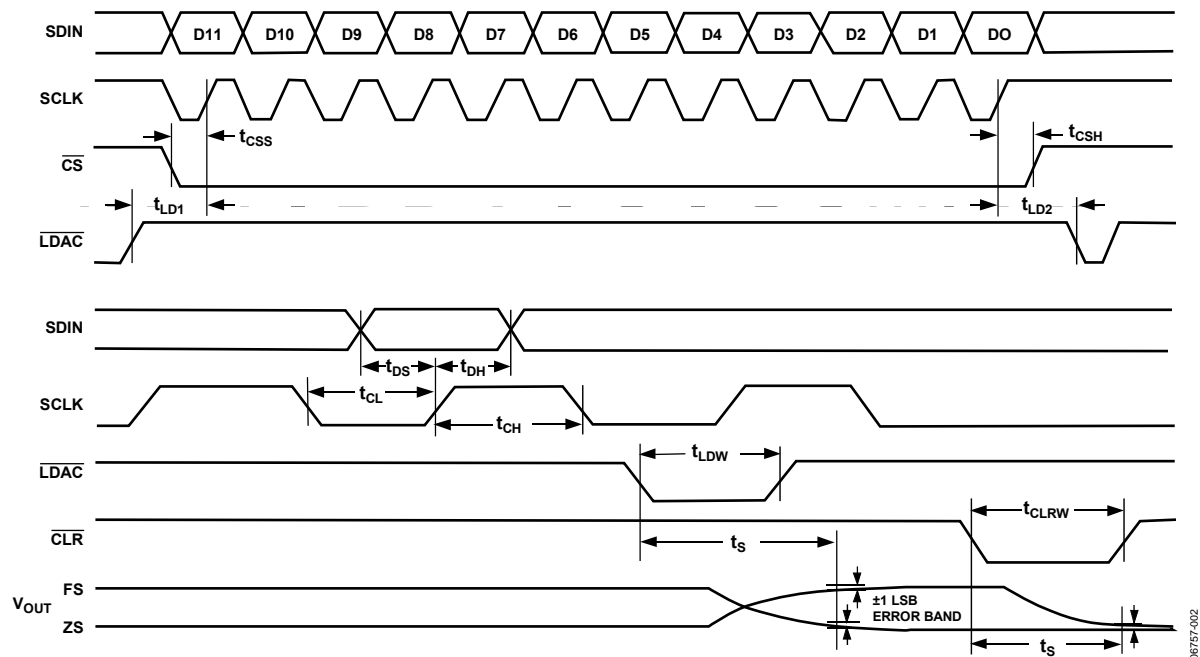 SDIN D11 D10 D9 D8 D7 D6 D5 D4 D3 D2 D1 DO
SCLK
tCSS tCSH
CS
tLD1 tLD2
LDAC
SDIN
tDS tDH
tCL
SCLK
tCH
LDAC tLDW
CLR tS tCLRW
FS
VOUT
±1 LSB
ERROR BAND
ZS
tS
06757-002